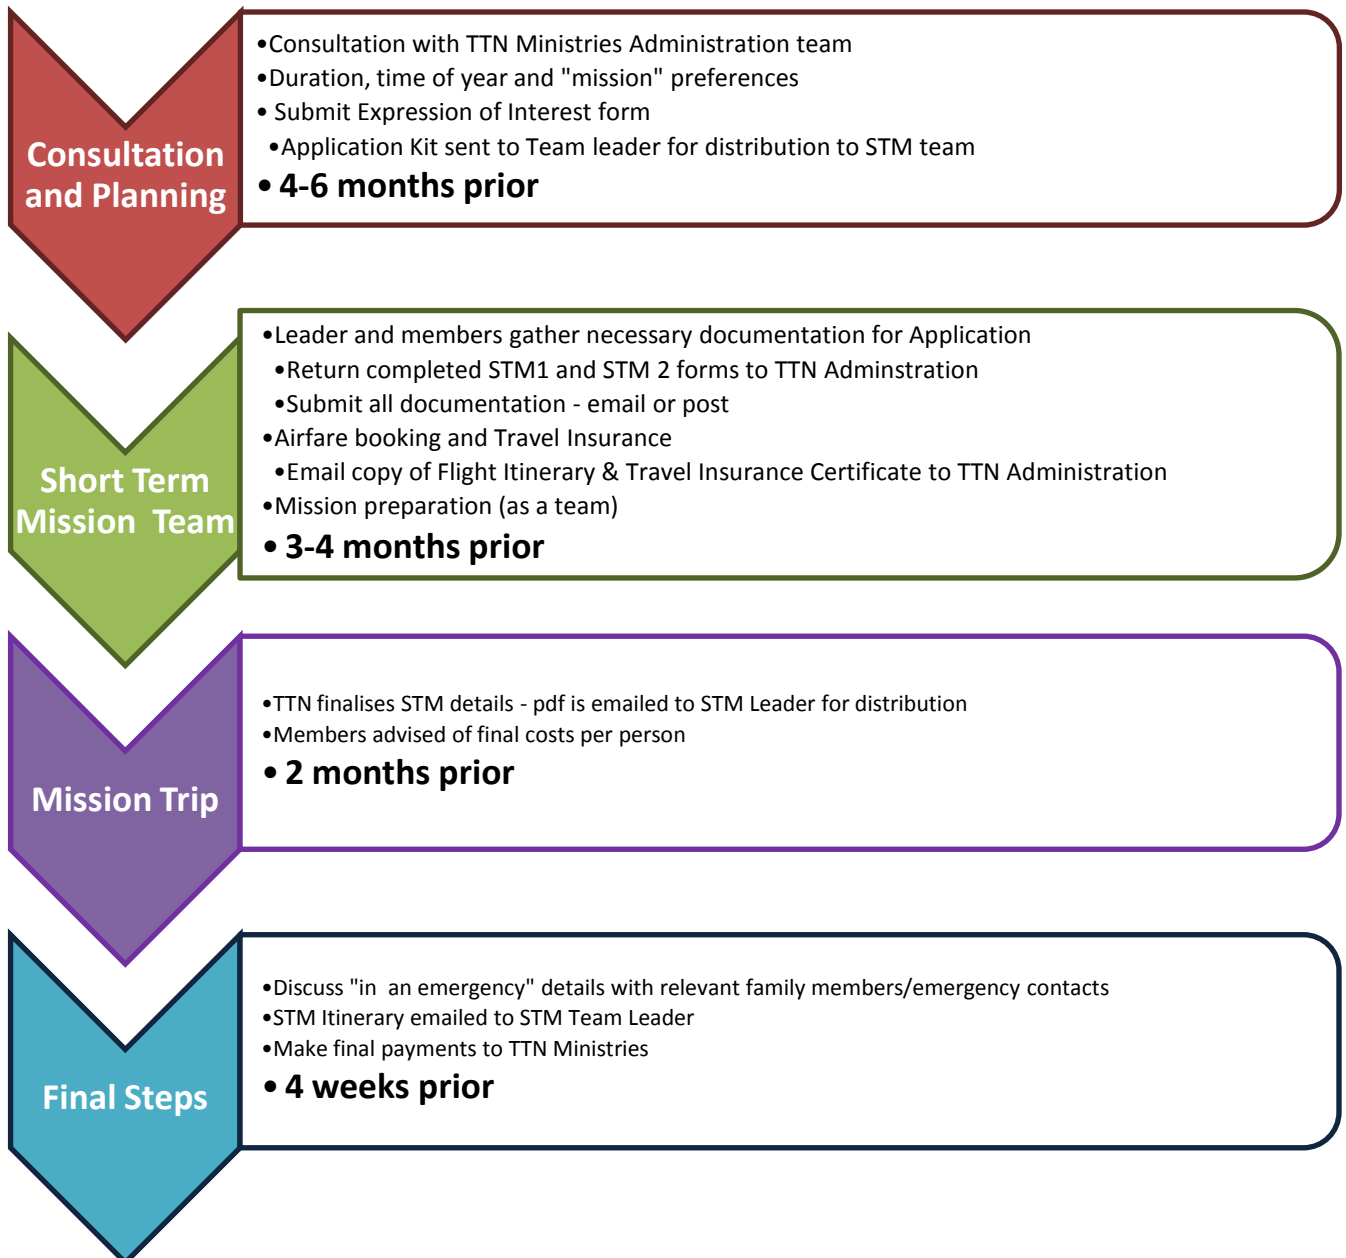 Consultation
and Planning
•Consultation with TTN Ministries Administration team
•Duration, time of year and "mission" preferences
• Submit Expression of Interest form
•Application Kit sent to Team leader for distribution to STM team
• 4-6 months prior
Short Term
Mission  Team
•Leader and members gather necessary documentation for Application
•Return completed STM1 and STM 2 forms to TTN Adminstration
•Submit all documentation - email or post
•Airfare booking and Travel Insurance
•Email copy of Flight Itinerary & Travel Insurance Certificate to TTN Administration
•Mission preparation (as a team)
• 3-4 months prior
Mission Trip
•TTN finalises STM details - pdf is emailed to STM Leader for distribution
•Members advised of final costs per person
• 2 months prior
Final Steps
•Discuss "in  an emergency" details with relevant family members/emergency contacts
•STM Itinerary emailed to STM Team Leader
•Make final payments to TTN Ministries
• 4 weeks prior